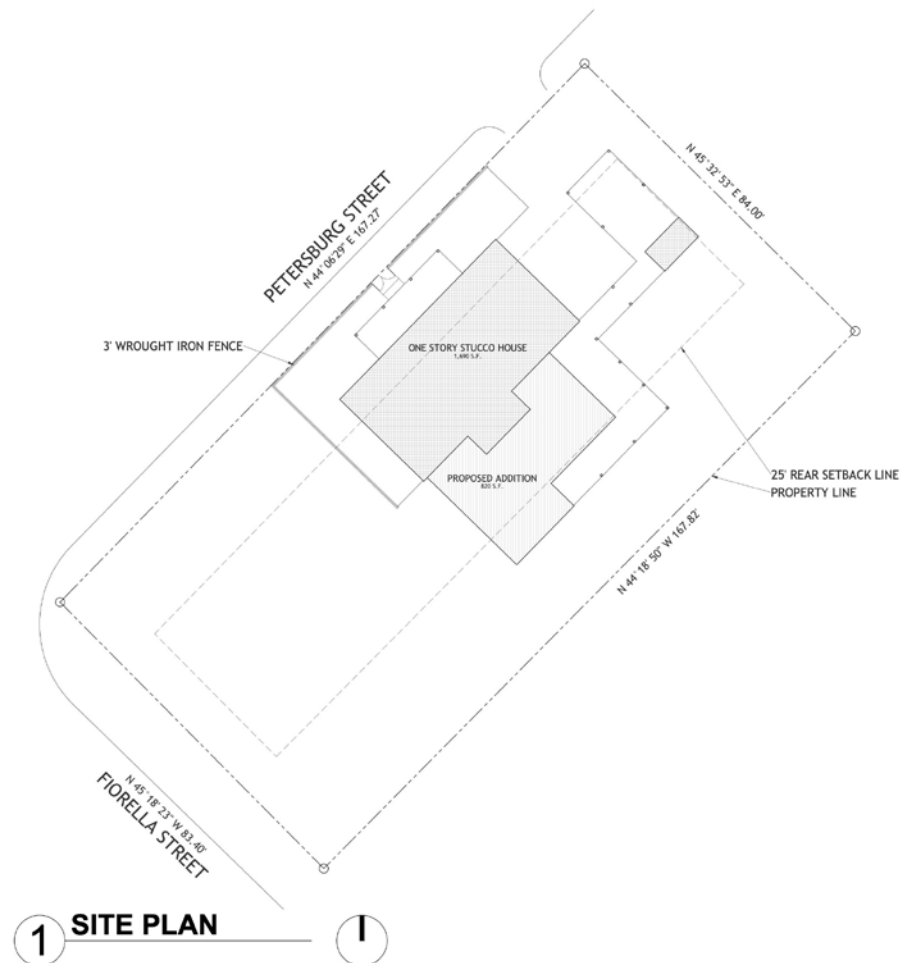 N 45° 32' 53" E 84.00'
PETERSBURG STREET
N 44° 06'29" E 167.27'
3' WROUGHT IRON FENCE
ONE STORY STUCCO HOUSE
1,690 S.F.
PROPOSED ADDITION
820 S.F.
25' REAR SETBACK LINE
PROPERTY LINE
N 44° 18' 50" W 167.82'
N 45° 18' 23" W 83.40'
FIORELLA STREET
1 SITE PLAN